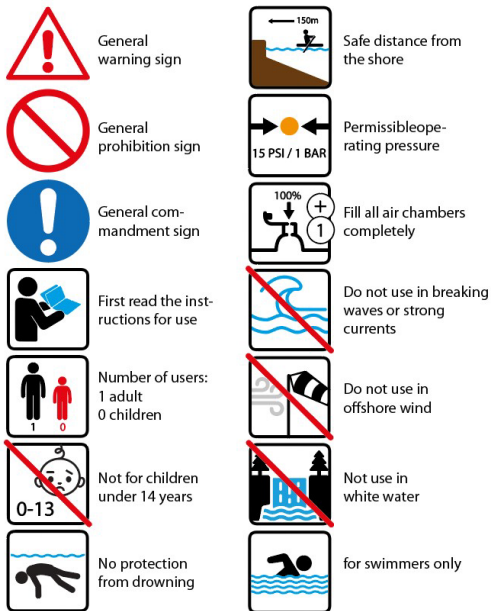 General
warning sign
General
prohibition sign
General com-
mandment sign
First read the inst-
ructions for use
1 0
Number of users:
1 adult
0 children
0-13
Not for children
under 14 years
No protection
from drowning
150m
Safe distance from
the shore
15 PSI / 1 BAR
Permissibleope-
rating pressure
100%
+
1
Fill all air chambers
completely
Do not use in breaking
waves or strong
currents
Do not use in
offshore wind
Not use in
white water
for swimmers only